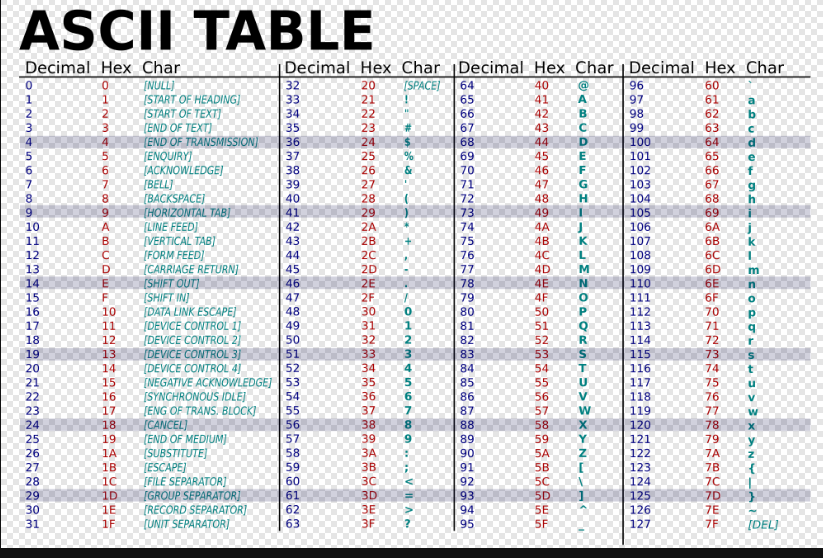 ASCII TABLE
Decimal Hex Char Decimal Hex Char Decimal Hex Char Decimal Hex Char
0 0 [NULL] 32 20 [SPACE] 64 40 @ 96 60 `
1 1 [START OF HEADING] 33 21 ! 65 41 A 97 61 a
2 2 [START OF TEXT] 34 22 " 66 42 B 98 62 b
3 3 [END OF TEXT] 35 23 # 67 43 C 99 63 c
4 4 [END OF TRANSMISSION] 36 24 $ 68 44 D 100 64 d
5 5 [ENQUIRY] 37 25 % 69 45 E 101 65 e
6 6 [ACKNOWLEDGE] 38 26 & 70 46 F 102 66 f
7 7 [BELL] 39 27 ' 71 47 G 103 67 g
8 8 [BACKSPACE] 40 28 ( 72 48 H 104 68 h
9 9 [HORIZONTAL TAB] 41 29 ) 73 49 I 105 69 i
10 A [LINE FEED] 42 2A * 74 4A J 106 6A j
11 B [VERTICAL TAB] 43 2B + 75 4B K 107 6B k
12 C [FORM FEED] 44 2C , 76 4C L 108 6C l
13 D [CARRIAGE RETURN] 45 2D - 77 4D M 109 6D m
14 E [SHIFT OUT] 46 2E . 78 4E N 110 6E n
15 F [SHIFT IN] 47 2F / 79 4F O 111 6F o
16 10 [DATA LINK ESCAPE] 48 30 0 80 50 P 112 70 p
17 11 [DEVICE CONTROL 1] 49 31 1 81 51 Q 113 71 q
18 12 [DEVICE CONTROL 2] 50 32 2 82 52 R 114 72 r
19 13 [DEVICE CONTROL 3] 51 33 3 83 53 S 115 73 s
20 14 [DEVICE CONTROL 4] 52 34 4 84 54 T 116 74 t
21 15 [NEGATIVE ACKNOWLEDGE] 53 35 5 85 55 U 117 75 u
22 16 [SYNCHRONOUS IDLE] 54 36 6 86 56 V 118 76 v
23 17 [ENG OF TRANS. BLOCK] 55 37 7 87 57 W 119 77 w
24 18 [CANCEL] 56 38 8 88 58 X 120 78 x
25 19 [END OF MEDIUM] 57 39 9 89 59 Y 121 79 y
26 1A [SUBSTITUTE] 58 3A : 90 5A Z 122 7A z
27 1B [ESCAPE] 59 3B ; 91 5B [ 123 7B {
28 1C [FILE SEPARATOR] 60 3C < 92 5C \ 124 7C |
29 1D [GROUP SEPARATOR] 61 3D = 93 5D ] 125 7D }
30 1E [RECORD SEPARATOR] 62 3E > 94 5E ^ 126 7E ~
31 1F [UNIT SEPARATOR] 63 3F ? 95 5F _ 127 7F [DEL]